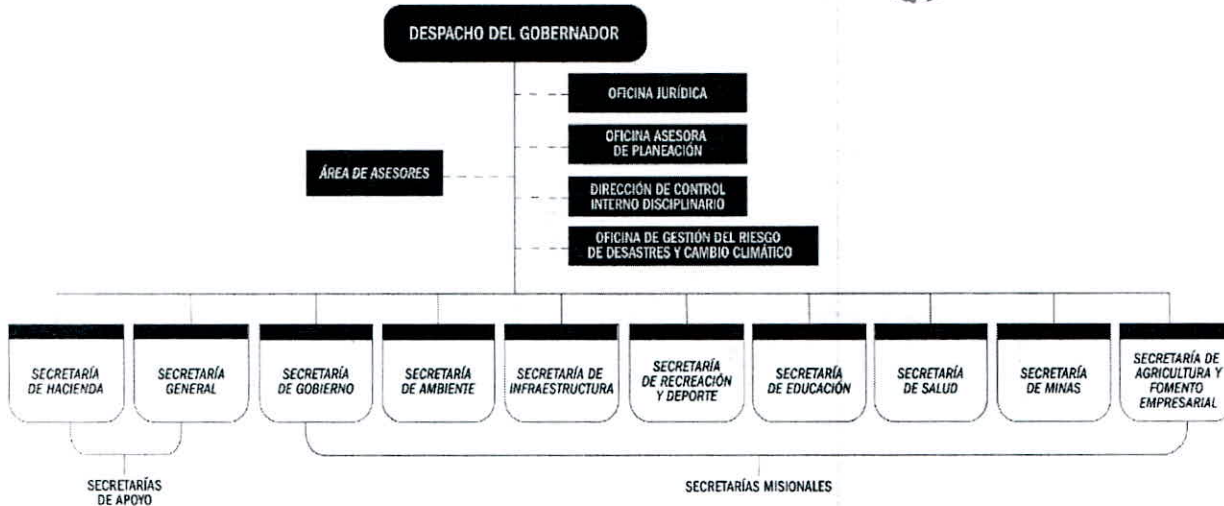 DESPACHO DEL GOBERNADOR
OFICINA JURÍDICA
OFICINA ASESORA
DE PLANEACIÓN
ÁREA DE ASESORES
DIRECCIÓN DE CONTROL
INTERNO DISCIPLINARIO
OFICINA DE GESTIÓN DEL RIESGO
DE DESASTRES Y CAMBIO CLIMÁTICO
SECRETARÍA
DE HACIENDA
SECRETARÍA
GENERAL
SECRETARÍA
DE GOBIERNO
SECRETARÍA
DE AMBIENTE
SECRETARÍA DE
INFRAESTRUCTURA
SECRETARÍA
DE RECREACIÓN
Y DEPORTE
SECRETARÍA
DE EDUCACIÓN
SECRETARÍA
DE SALUD
SECRETARÍA
DE MINAS
SECRETARÍA DE
AGRICULTURA Y
FOMENTO
EMPRESARIAL
SECRETARÍAS
DE APOYO
SECRETARÍAS MISIONALES